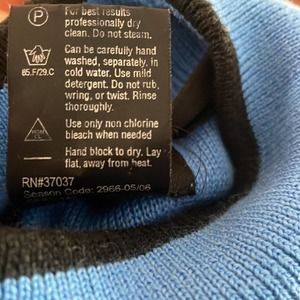 P
For best results
professionally dry
clean. Do not steam.
Can be carefully hand
washed, separately, in
cold water. Use mild
detergent. Do not rub,
wring, or twist. Rinse
thoroughly.
85.F/29.C
Use only non chlorine
bleach when needed
NON
CL
Hand block to dry. Lay
flat, away from heat.
RN#37037
Season Code: 2966-05/06